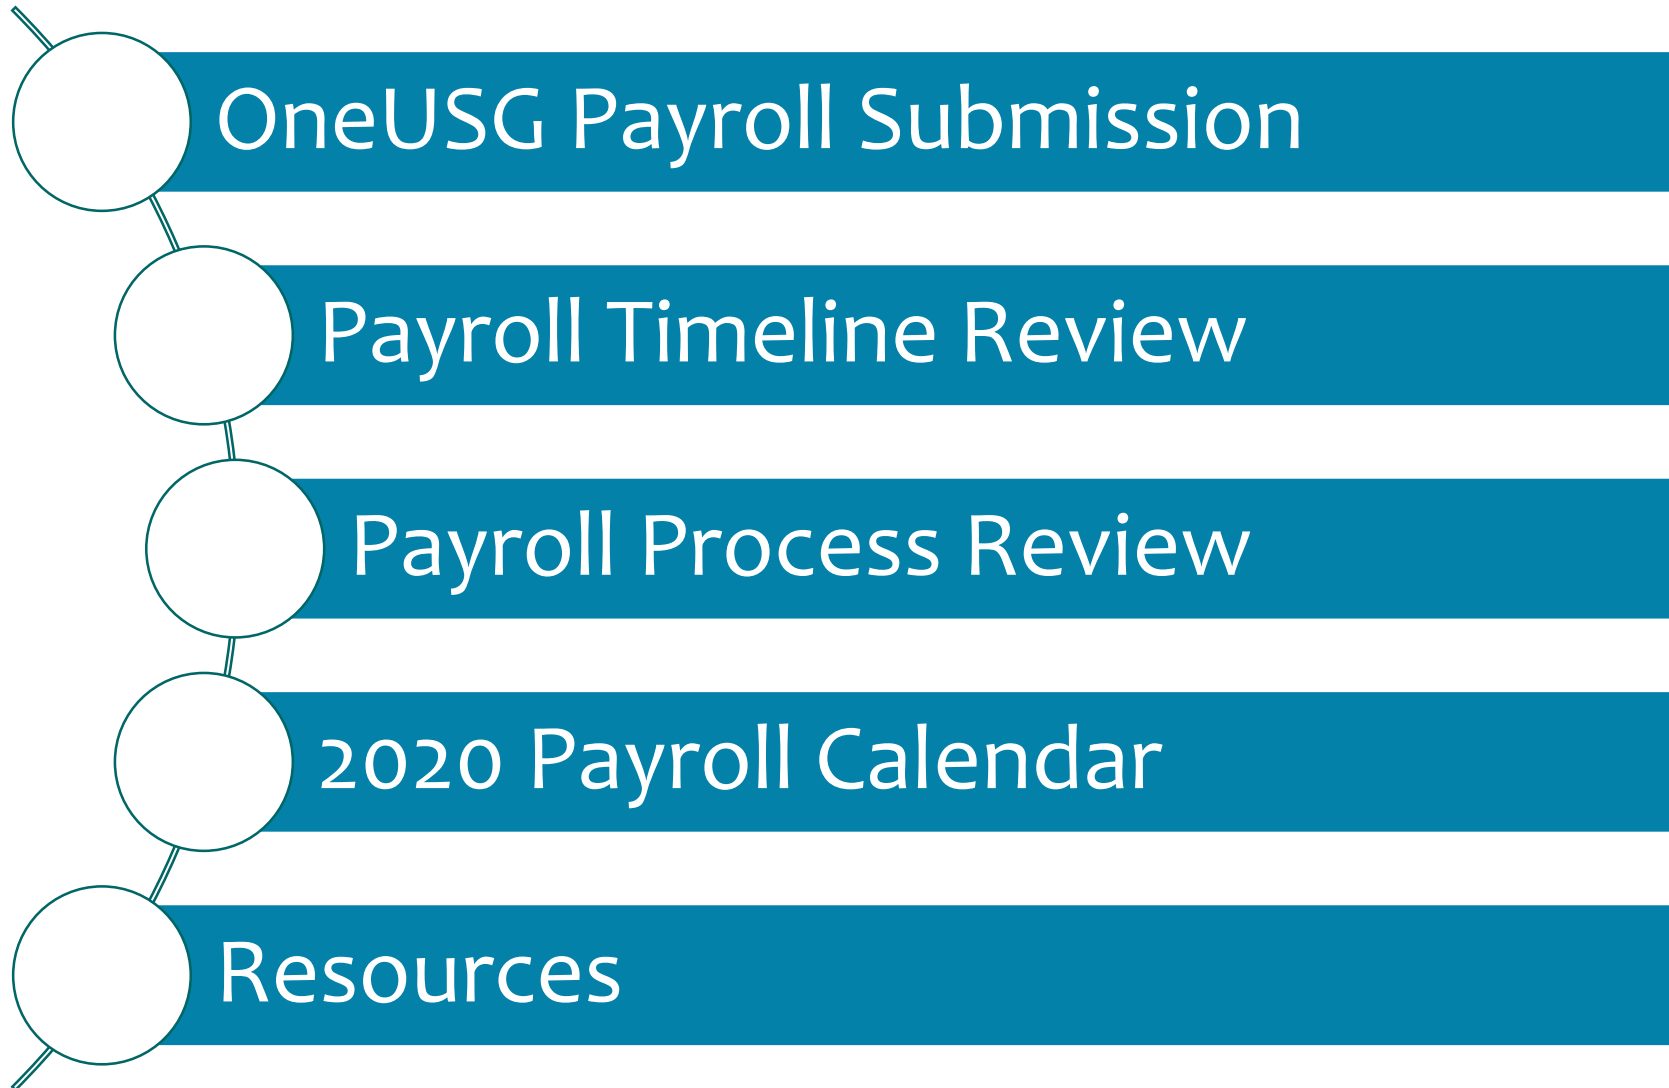 OneUSG Payroll Submission
Payroll Timeline Review
Payroll Process Review
2020 Payroll Calendar
Resources